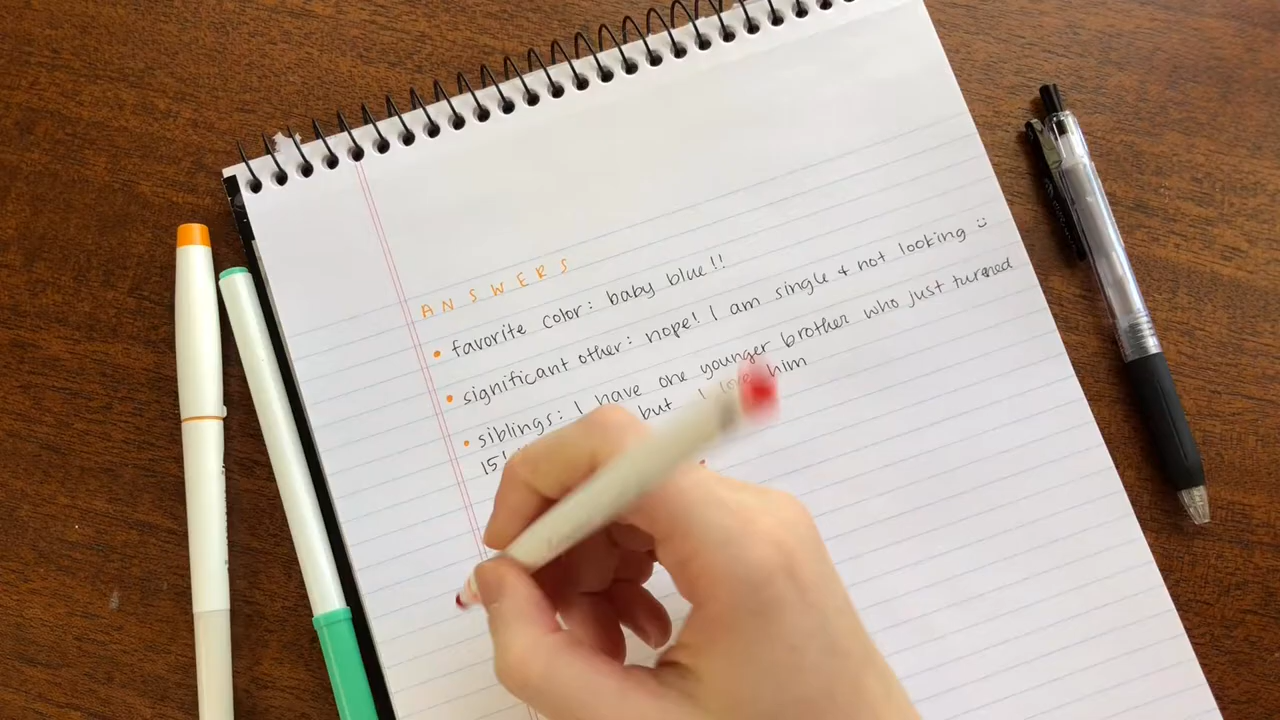 ANSWERS
• favorite color: baby blue!!
• significant other: nope! I am single & not looking :)
• siblings: I have one younger brother who just turned
15! but I love him